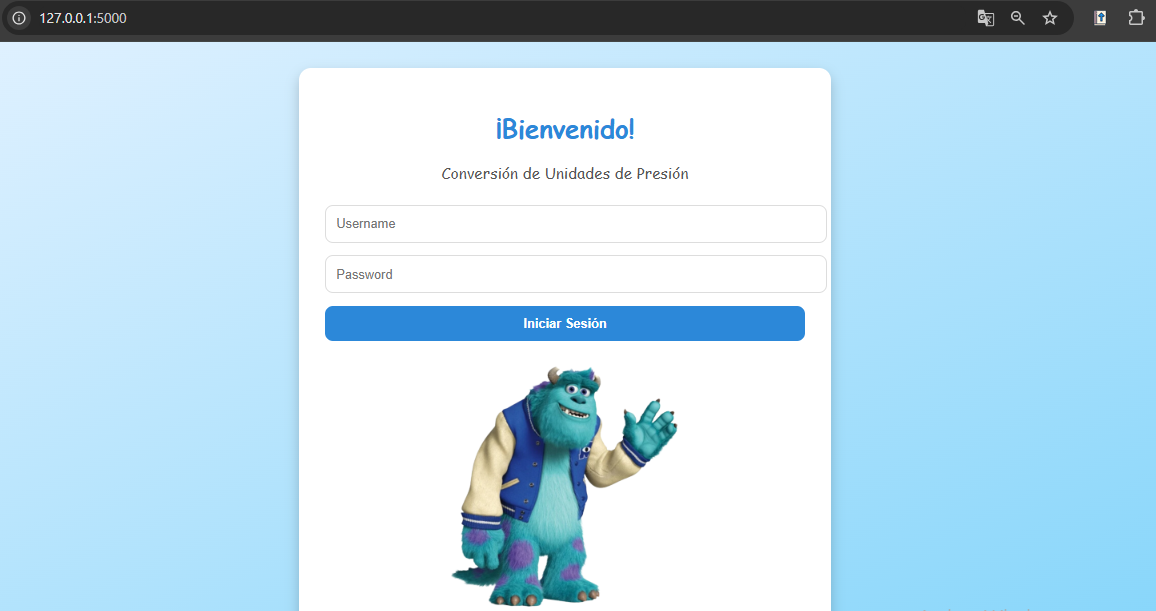 127.0.0.1:5000
¡Bienvenido!
Conversión de Unidades de Presión
Username
Password
Iniciar Sesión